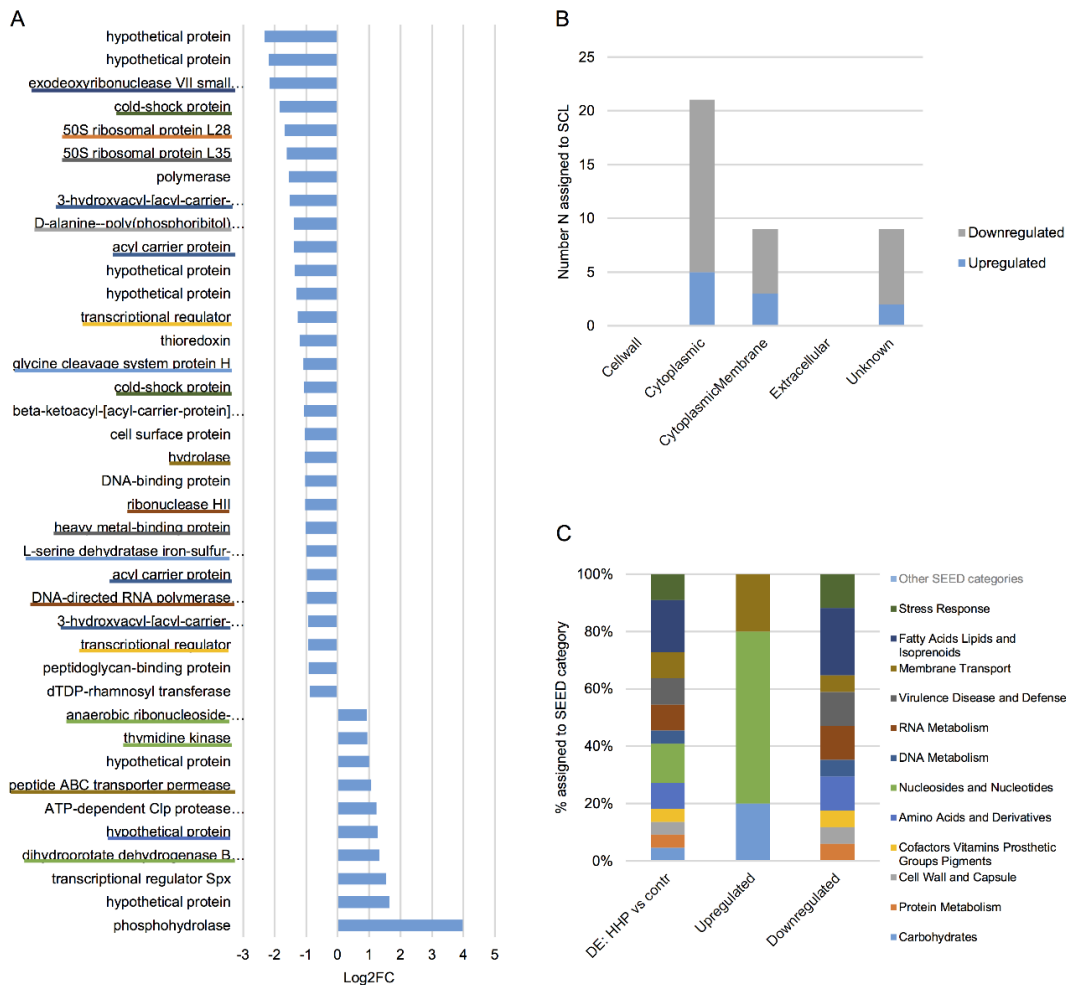 A
hypothetical protein
hypothetical protein
exodeoxyribonuclease VII small...
cold-shock protein
50S ribosomal protein L28
50S ribosomal protein L35
polymerase
3-hydroxyacyl-[acyl-carrier-
D-alanine--poly(phosphoribitol)...
acyl carrier protein
hypothetical protein
hypothetical protein
transcriptional regulator
thioredoxin
glycine cleavage system protein H
cold-shock protein
beta-ketoacyl-[acyl-carrier-protein]...
cell surface protein
hydrolase
DNA-binding protein
ribonuclease HII
heavy metal-binding protein
L-serine dehydratase iron-sulfur-...
acyl carrier protein
DNA-directed RNA polymerase...
3-hydroxyacyl-[acyl-carrier-...
transcriptional regulator
peptidoglycan-binding protein
dTDP-rhamnosyl transferase
anaerobic ribonucleoside-...
thymidine kinase
hypothetical protein
peptide ABC transporter permease
ATP-dependent Clp protease...
hypothetical protein
dihydroorotate dehydrogenase B...
transcriptional regulator Spx
hypothetical protein
phosphohydrolase
-3 -2 -1 0 1 2 3 4 5
Log2FC
B
Number N assigned to SCL
25
20
15
10
5
0
Cellwall
Cytoplasmic
CytoplasmicMembrane
Extracellular
Unknown
Downregulated
Upregulated
C
% assigned to SEED category
100%
80%
60%
40%
20%
0%
DE: HHP vs contr
Upregulated
Downregulated
Other SEED categories
Stress Response
Fatty Acids Lipids and
Isoprenoids
Membrane Transport
Virulence Disease and Defense
RNA Metabolism
DNA Metabolism
Nucleosides and Nucleotides
Amino Acids and Derivatives
Cofactors Vitamins Prosthetic
Groups Pigments
Cell Wall and Capsule
Protein Metabolism
Carbohydrates